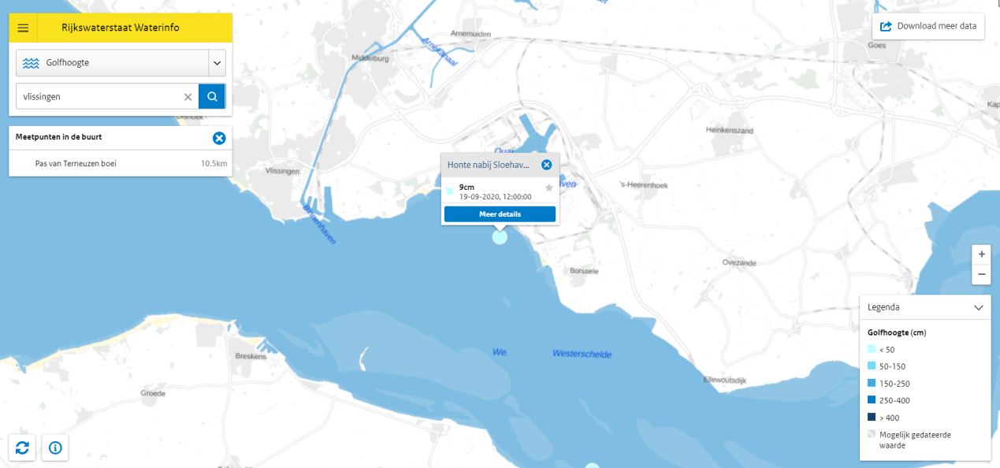 Rijkswaterstaat Waterinfo
Golfhoogte
vlissingen
Meetpunten in de buurt
Pas van Terneuzen boei 10.5km
Download meer data
Arnemuiden
Middelburg
Goes
Heinkenszand
Vlissingen
Binnenhaven
's-Heerenhoek
Honte nabij Sloehav...
9cm
19-09-2020, 12:00:00
Meer details
Borssele
Ovezande
Breskens
We.
Westerschelde
Ellewoutsdijk
Groede
+
−
Legenda
Golfhoogte (cm)
< 50
50-150
150-250
250-400
> 400
Mogelijk gedateerde
waarde